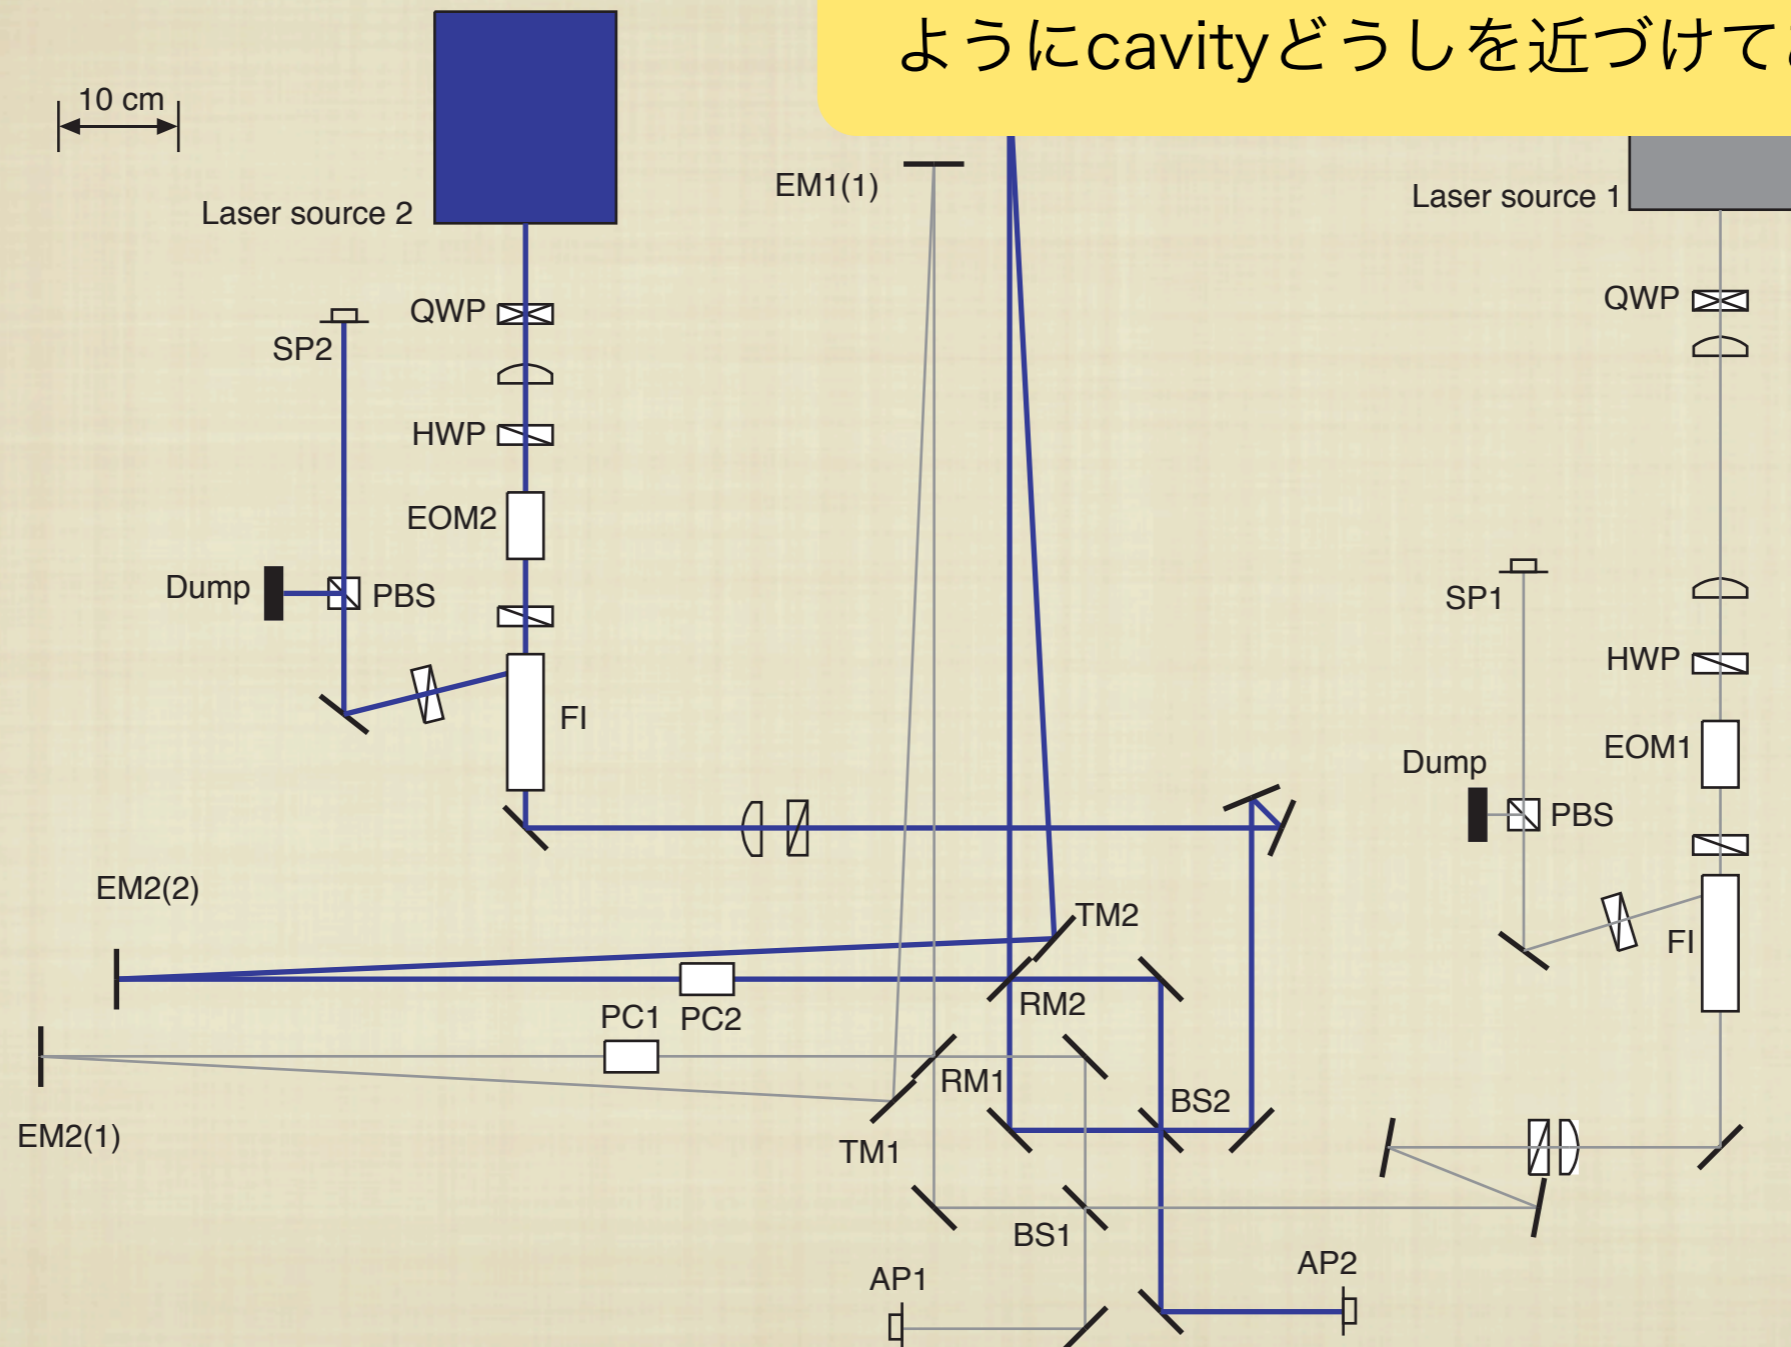 ようにcavityどうしを近づけて
10 cm
EM1(1)
Laser source 1
Laser source 2
QWP
QWP
SP2
HWP
EOM2
Dump
PBS
SP1
HWP
FI
EOM1
Dump
PBS
EM2(2)
TM2
FI
RM2
PC1
PC2
RM1
BS2
EM2(1)
TM1
BS1
AP1
AP2